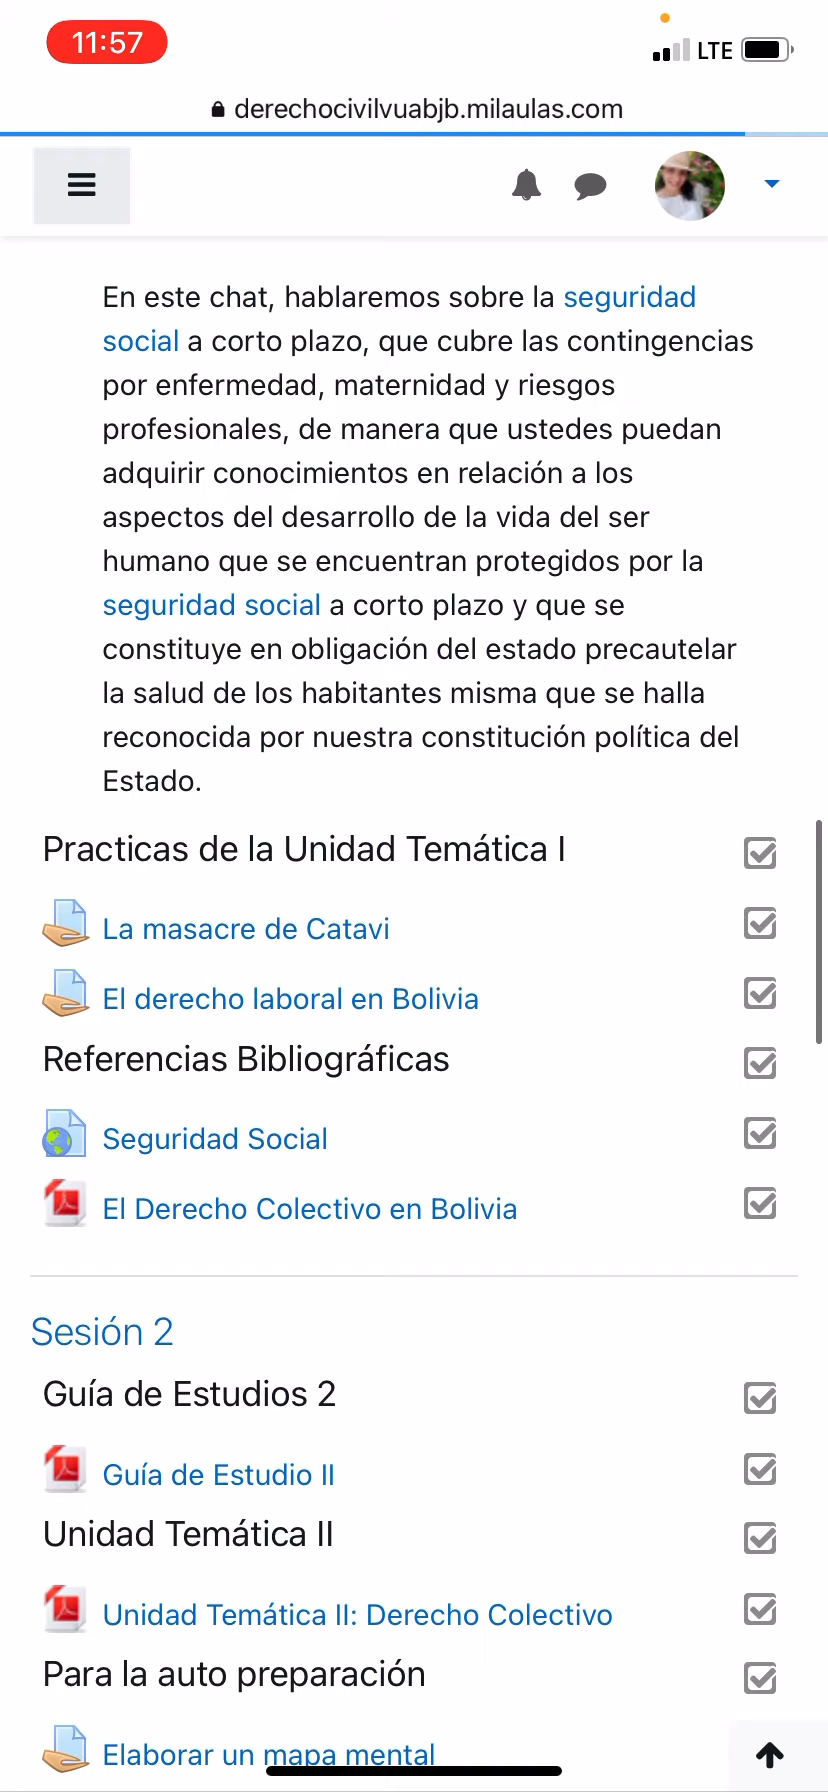 11:57
LTE
derechocivilvuabjb.milaulas.com
En este chat, hablaremos sobre la seguridad
social a corto plazo, que cubre las contingencias
por enfermedad, maternidad y riesgos
profesionales, de manera que ustedes puedan
adquirir conocimientos en relación a los
aspectos del desarrollo de la vida del ser
humano que se encuentran protegidos por la
seguridad social a corto plazo y que se
constituye en obligación del estado precautelar
la salud de los habitantes misma que se halla
reconocida por nuestra constitución política del
Estado.
Practicas de la Unidad Temática I
La masacre de Catavi
El derecho laboral en Bolivia
Referencias Bibliográficas
Seguridad Social
El Derecho Colectivo en Bolivia
Sesión 2
Guía de Estudios 2
Guía de Estudio II
Unidad Temática II
Unidad Temática II: Derecho Colectivo
Para la auto preparación
Elaborar un mapa mental